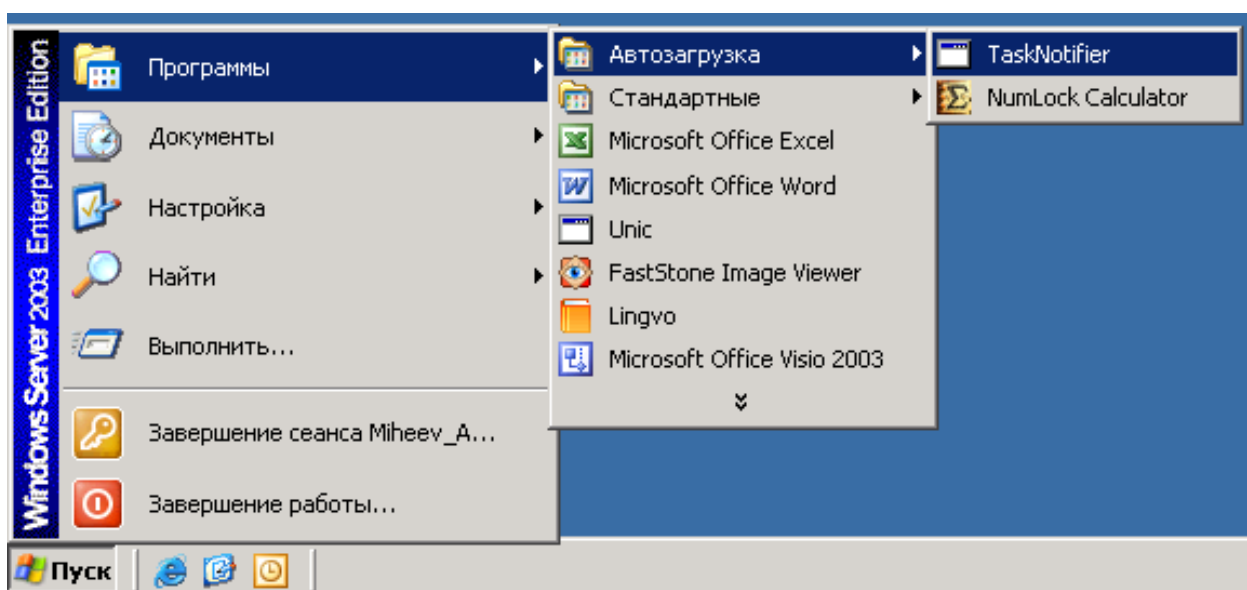 Windows Server 2003 Enterprise Edition
Программы
Документы
Настройка
Найти
Выполнить...
Завершение сеанса Miheev_A...
Завершение работы...
Автозагрузка
Стандартные
Microsoft Office Excel
Microsoft Office Word
Unic
FastStone Image Viewer
Lingvo
Microsoft Office Visio 2003
TaskNotifier
NumLock Calculator
Пуск